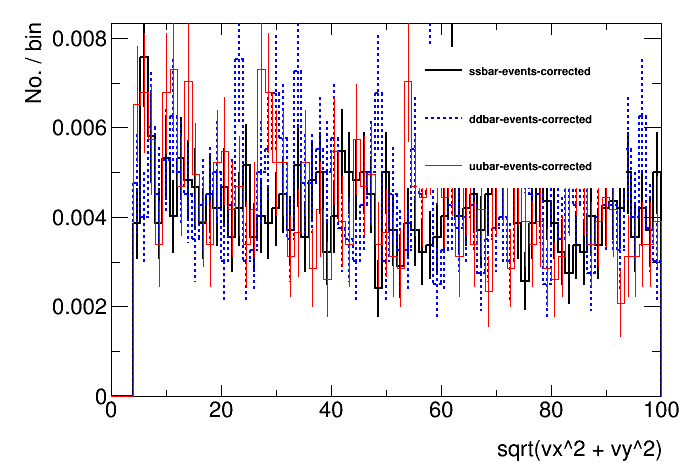 No. / bin
0.008
0.006
0.004
0.002
0
ssbar-events-corrected
ddbar-events-corrected
uubar-events-corrected
0 20 40 60 80 100
sqrt(vx^2 + vy^2)